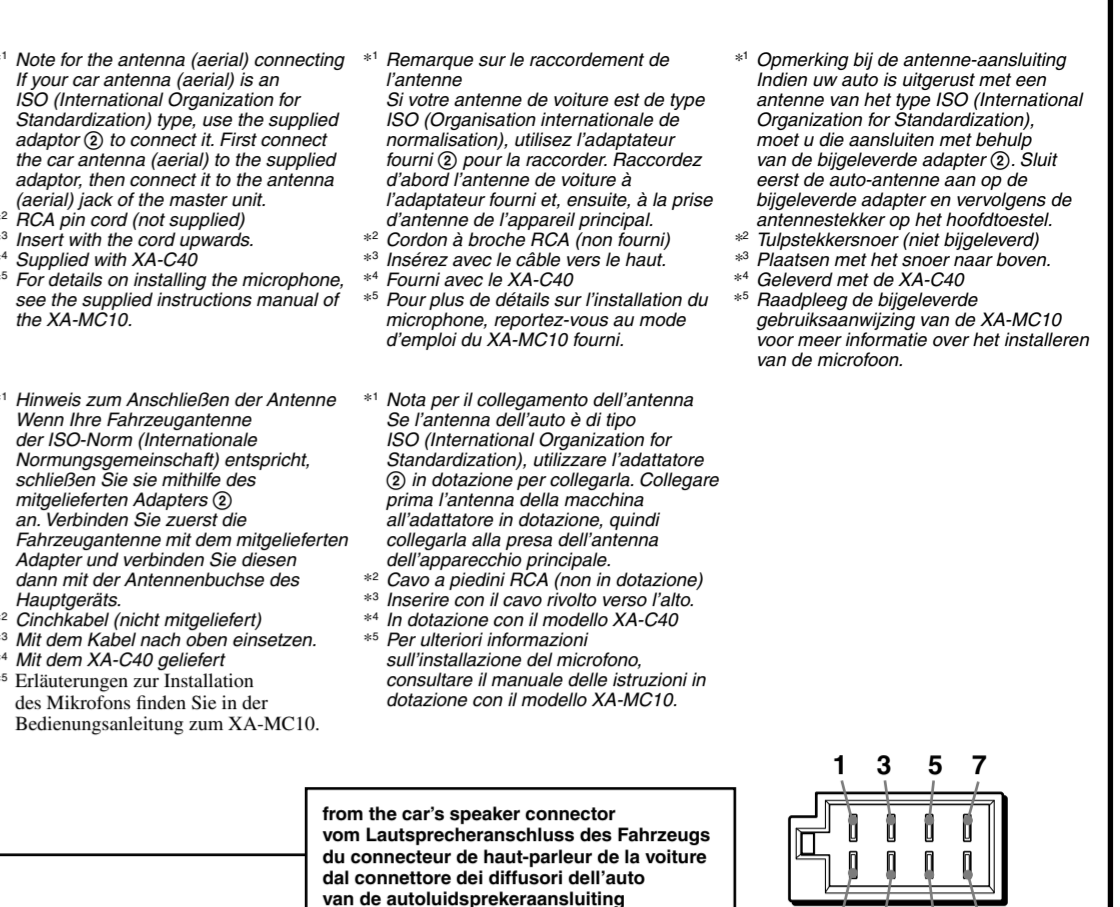 *1 Note for the antenna (aerial) connecting
If your car antenna (aerial) is an
ISO (International Organization for
Standardization) type, use the supplied
adaptor ② to connect it. First connect
the car antenna (aerial) to the supplied
adaptor, then connect it to the antenna
(aerial) jack of the master unit.
*2 RCA pin cord (not supplied)
*3 Insert with the cord upwards.
*4 Supplied with XA-C40
*5 For details on installing the microphone,
see the supplied instructions manual of
the XA-MC10.
*1 Remarque sur le raccordement de
l'antenne
Si votre antenne de voiture est de type
ISO (Organisation internationale de
normalisation), utilisez l'adaptateur
fourni ② pour la raccorder. Raccordez
d'abord l'antenne de voiture à
l'adaptateur fourni et, ensuite, à la prise
d'antenne de l'appareil principal.
*2 Cordon à broche RCA (non fourni)
*3 Insérez avec le câble vers le haut.
*4 Fourni avec le XA-C40
*5 Pour plus de détails sur l'installation du
microphone, reportez-vous au mode
d'emploi du XA-MC10 fourni.
*1 Opmerking bij de antenne-aansluiting
Indien uw auto is uitgerust met een
antenne van het type ISO (International
Organization for Standardization),
moet u die aansluiten met behulp
van de bijgeleverde adapter ②. Sluit
eerst de auto-antenne aan op de
bijgeleverde adapter en vervolgens de
antennestekker op het hoofdtoestel.
*2 Tulpstekkersnoer (niet bijgeleverd)
*3 Plaatsen met het snoer naar boven.
*4 Geleverd met de XA-C40
*5 Raadpleeg de bijgeleverde
gebruiksaanwijzing van de XA-MC10
voor meer informatie over het installeren
van de microfoon.
*1 Hinweis zum Anschließen der Antenne
Wenn Ihre Fahrzeugantenne
der ISO-Norm (Internationale
Normungsgemeinschaft) entspricht,
schließen Sie sie mithilfe des
mitgelieferten Adapters ②
an. Verbinden Sie zuerst die
Fahrzeugantenne mit dem mitgelieferten
Adapter und verbinden Sie diesen
dann mit der Antennenbuchse des
Hauptgeräts.
*2 Cinchkabel (nicht mitgeliefert)
*3 Mit dem Kabel nach oben einsetzen.
*4 Mit dem XA-C40 geliefert
*5 Erläuterungen zur Installation
des Mikrofons finden Sie in der
Bedienungsanleitung zum XA-MC10.
*1 Nota per il collegamento dell'antenna
Se l'antenna dell'auto è di tipo
ISO (International Organization for
Standardization), utilizzare l'adattatore
② in dotazione per collegarla. Collegare
prima l'antenna della macchina
all'adattatore in dotazione, quindi
collegarla alla presa dell'antenna
dell'apparecchio principale.
*2 Cavo a piedini RCA (non in dotazione)
*3 Inserire con il cavo rivolto verso l'alto.
*4 In dotazione con il modello XA-C40
*5 Per ulteriori informazioni
sull'installazione del microfono,
consultare il manuale delle istruzioni in
dotazione con il modello XA-MC10.
from the car's speaker connector
vom Lautsprecheranschluss des Fahrzeugs
du connecteur de haut-parleur de la voiture
dal connettore dei diffusori dell'auto
van de autoluidsprekeraansluiting
1 3 5 7